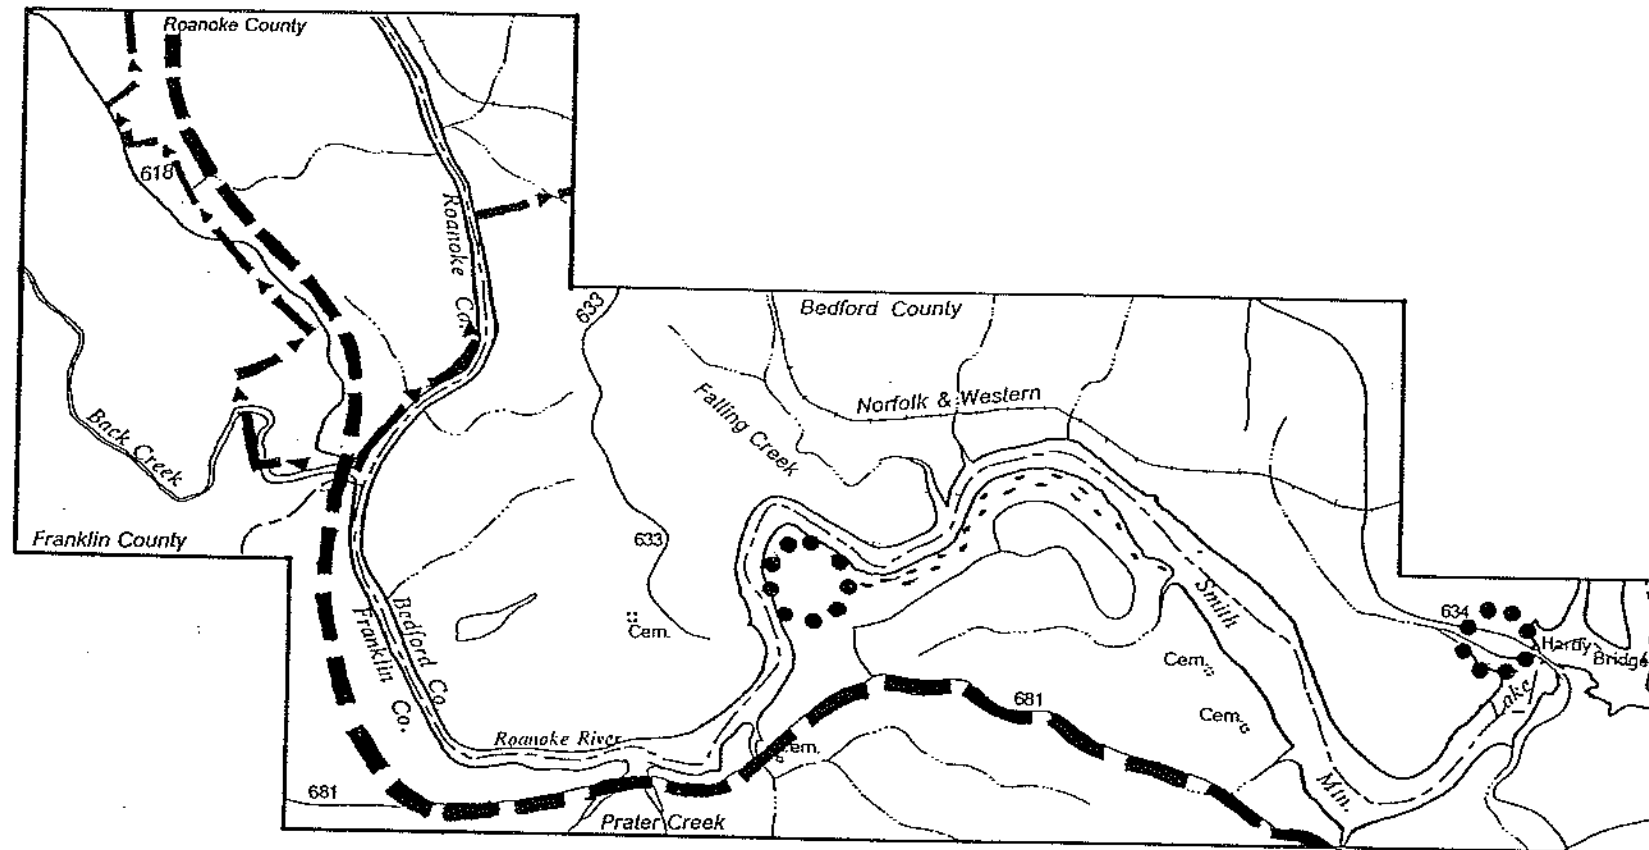 Roanoke County
618
Roanoke Co.
633
Bedford County
Norfolk & Western
Falling Creek
Back Creek
Franklin County
633
Cem.
Bedford Co.
Franklin Co.
Smith
634
Hardy Bridge
Cem.
Cem.
Lake
681
Roanoke River
Cem.
Mtn.
681
Prater Creek